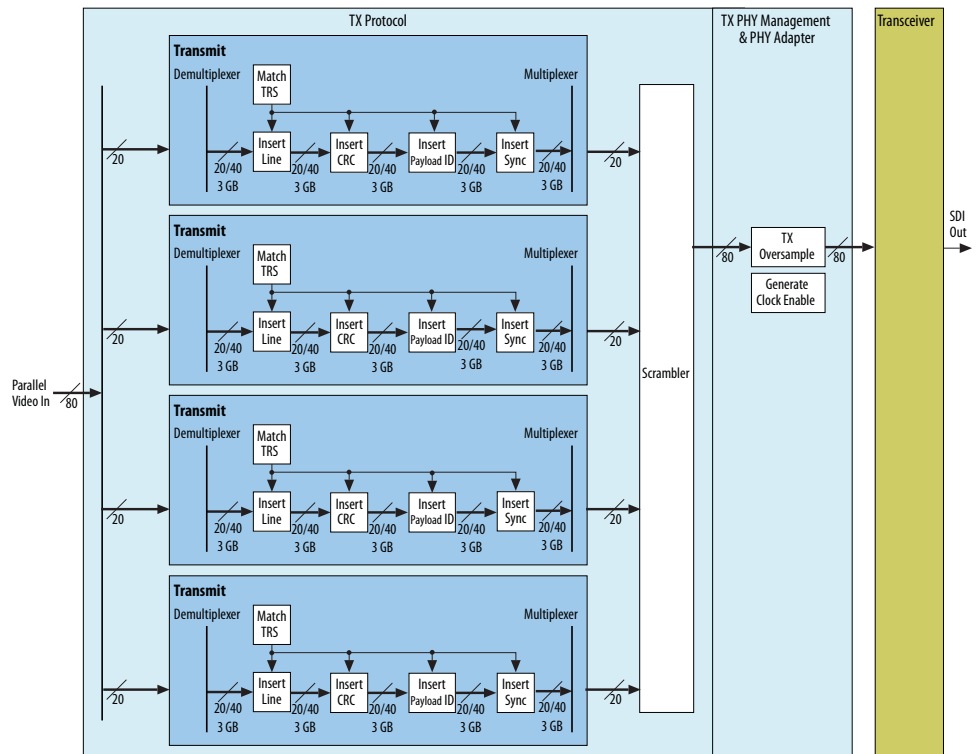 TX Protocol
TX PHY Management
& PHY Adapter
Transceiver
Transmit
Demultiplexer
Match
TRS
Multiplexer
20
Insert
Line
Insert
CRC
Insert
Payload ID
Insert
Sync
20/40
3 GB
20/40
3 GB
20/40
3 GB
20/40
3 GB
20/40
3 GB
20
Transmit
Demultiplexer
Match
TRS
Multiplexer
20
Insert
Line
Insert
CRC
Insert
Payload ID
Insert
Sync
20/40
3 GB
20/40
3 GB
20/40
3 GB
20/40
3 GB
20/40
3 GB
20
Parallel
Video In
80
Transmit
Demultiplexer
Match
TRS
Multiplexer
20
Insert
Line
Insert
CRC
Insert
Payload ID
Insert
Sync
20/40
3 GB
20/40
3 GB
20/40
3 GB
20/40
3 GB
20/40
3 GB
20
Transmit
Demultiplexer
Match
TRS
Multiplexer
20
Insert
Line
Insert
CRC
Insert
Payload ID
Insert
Sync
20/40
3 GB
20/40
3 GB
20/40
3 GB
20/40
3 GB
20/40
3 GB
20
Scrambler
80
TX
Oversample
80
Generate
Clock Enable
SDI
Out